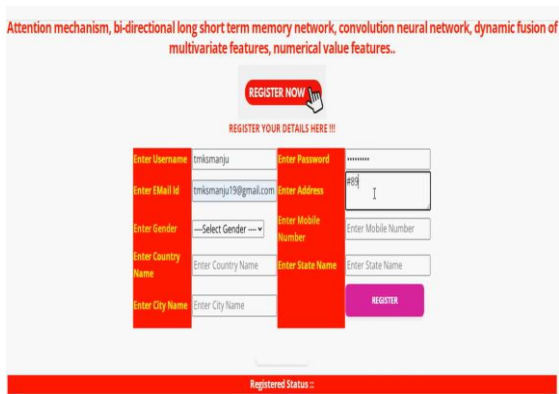 Attention mechanism, bi-directional long short term memory network, convolution neural network, dynamic fusion of
multivariate features, numerical value features..
REGISTER NOW
REGISTER YOUR DETAILS HERE !!!
Enter Username tmksmanju Enter Password •••••••••
Enter EMail Id tmksmanju19@gmail.com Enter Address #89
Enter Gender ----Select Gender ---- Enter Mobile Number Enter Mobile Number
Enter Country Name Enter Country Name Enter State Name Enter State Name
Enter City Name Enter City Name REGISTER
Registered Status ::